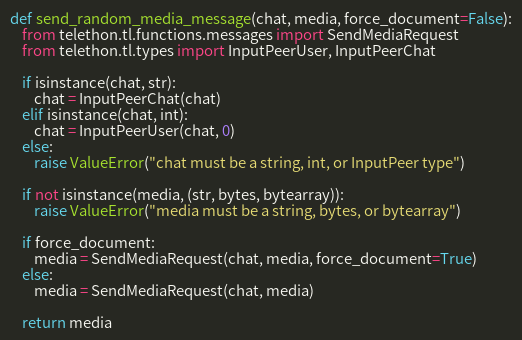 def send_random_media_message(chat, media, force_document=False):
from telethon.tl.functions.messages import SendMediaRequest
from telethon.tl.types import InputPeerUser, InputPeerChat
if isinstance(chat, str):
chat = InputPeerChat(chat)
elif isinstance(chat, int):
chat = InputPeerUser(chat, 0)
else:
raise ValueError("chat must be a string, int, or InputPeer type")
if not isinstance(media, (str, bytes, bytearray)):
raise ValueError("media must be a string, bytes, or bytearray")
if force_document:
media = SendMediaRequest(chat, media, force_document=True)
else:
media = SendMediaRequest(chat, media)
return media